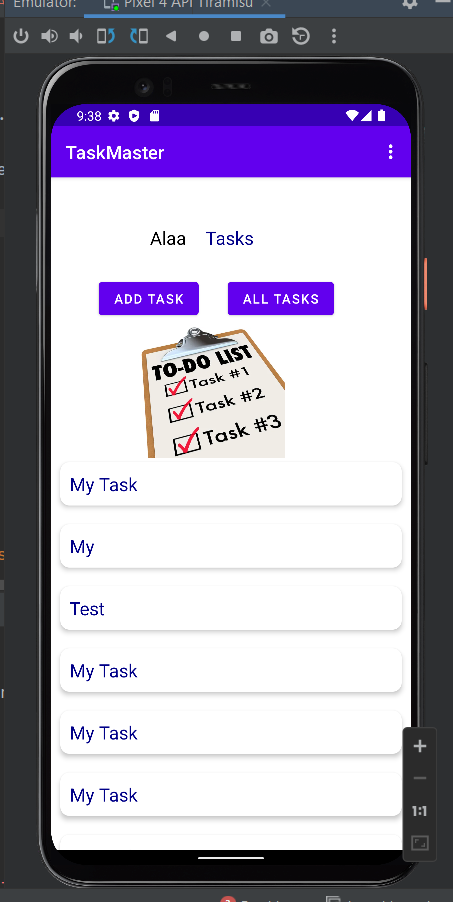 Emulator: Pixel 4 API Tiramisu
9:38
TaskMaster
Alaa Tasks
ADD TASK ALL TASKS
TO-DO LIST
Task #1
Task #2
Task #3
My Task
My
Test
My Task
My Task
My Task
1:1